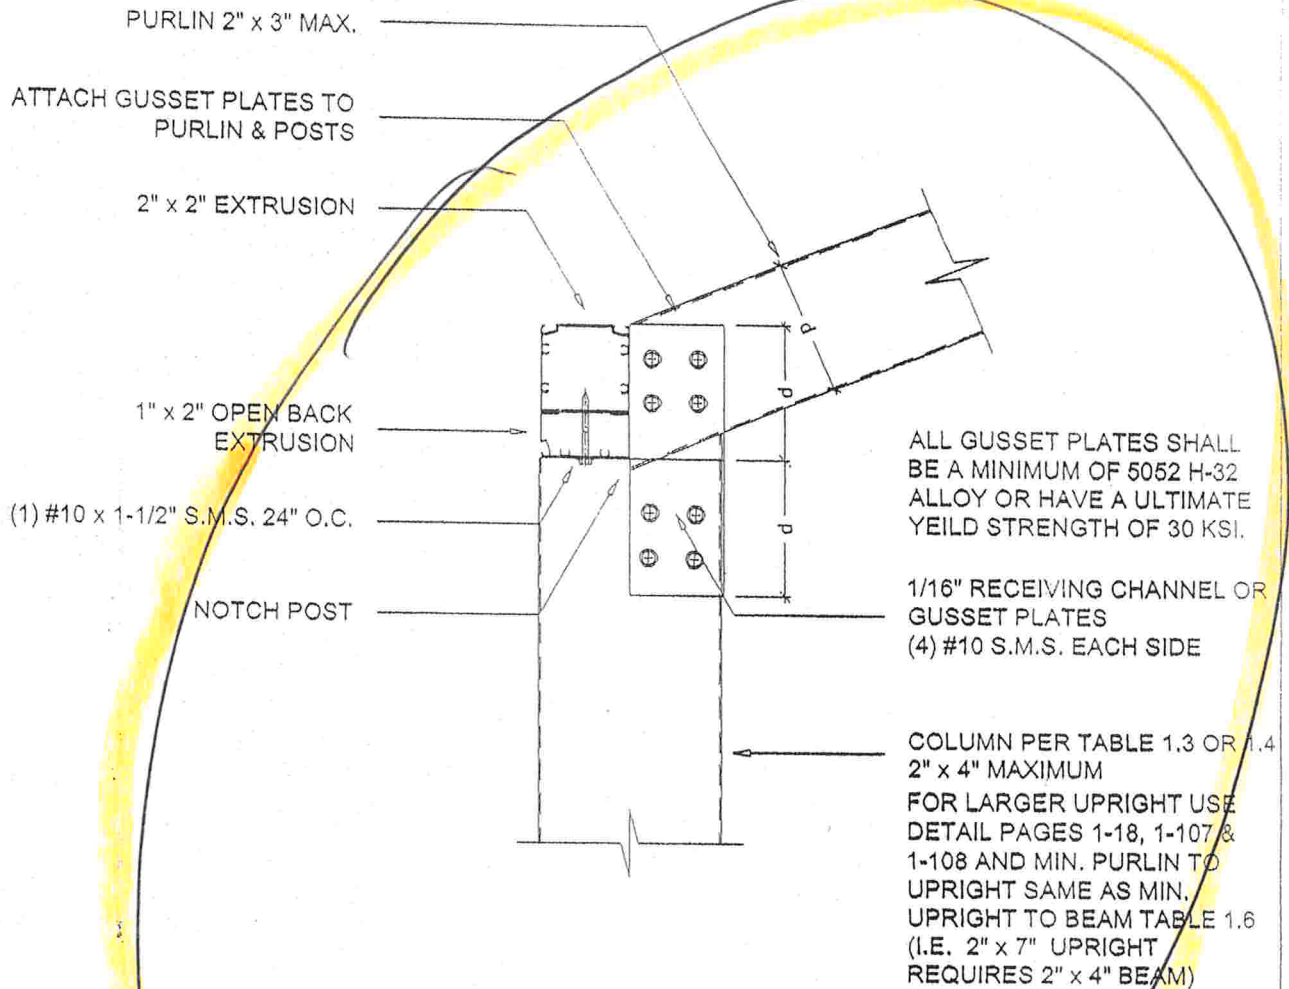 PURLIN 2" x 3" MAX.
ATTACH GUSSET PLATES TO
PURLIN & POSTS
2" x 2" EXTRUSION
1" x 2" OPEN BACK
EXTRUSION
(1) #10 x 1-1/2" S.M.S. 24" O.C.
NOTCH POST
d
d
d
ALL GUSSET PLATES SHALL
BE A MINIMUM OF 5052 H-32
ALLOY OR HAVE A ULTIMATE
YEILD STRENGTH OF 30 KSI.
1/16" RECEIVING CHANNEL OR
GUSSET PLATES
(4) #10 S.M.S. EACH SIDE
COLUMN PER TABLE 1.3 OR 1.4
2" x 4" MAXIMUM
FOR LARGER UPRIGHT USE
DETAIL PAGES 1-18, 1-107 &
1-108 AND MIN. PURLIN TO
UPRIGHT SAME AS MIN.
UPRIGHT TO BEAM TABLE 1.6
(I.E. 2" x 7" UPRIGHT
REQUIRES 2" x 4" BEAM)